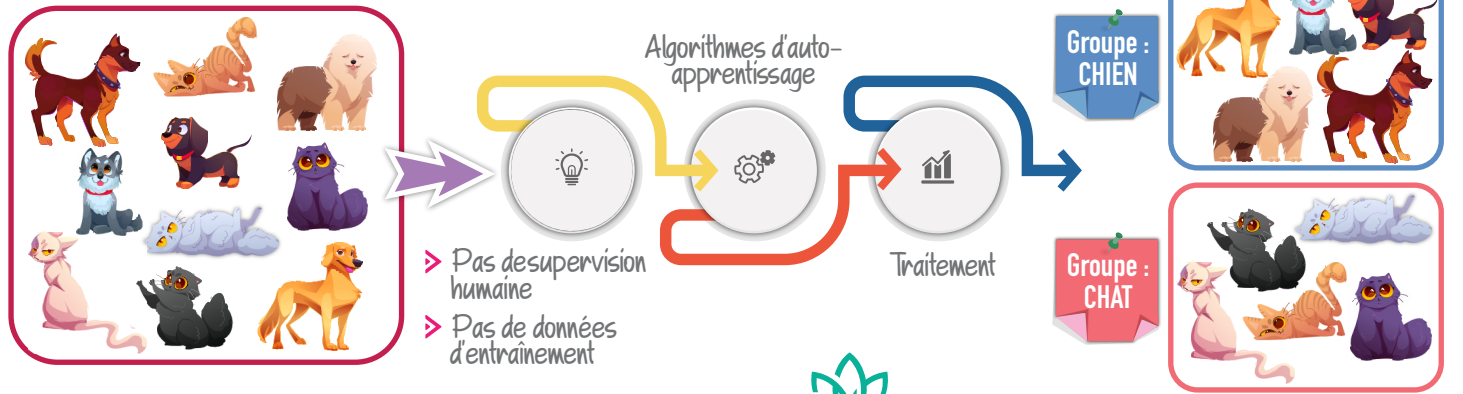 Algorithmes d'auto-
apprentissage
Groupe :
CHIEN
Pas desupervision
humaine
Pas de données
d'entraînement
Traitement
Groupe :
CHAT